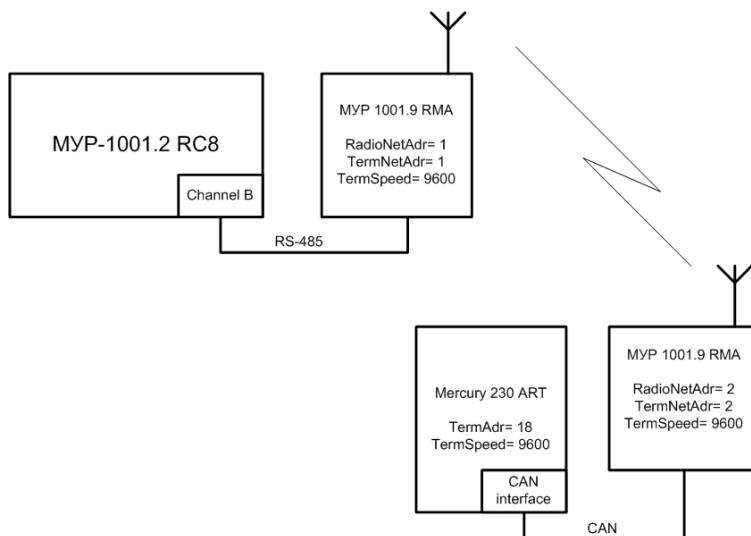 МУР-1001.2 RC8
Channel B
RS-485
МУР 1001.9 RMA
RadioNetAdr= 1
TermNetAdr= 1
TermSpeed= 9600
Mercury 230 ART
TermAdr= 18
TermSpeed= 9600
CAN
interface
CAN
МУР 1001.9 RMA
RadioNetAdr= 2
TermNetAdr= 2
TermSpeed= 9600